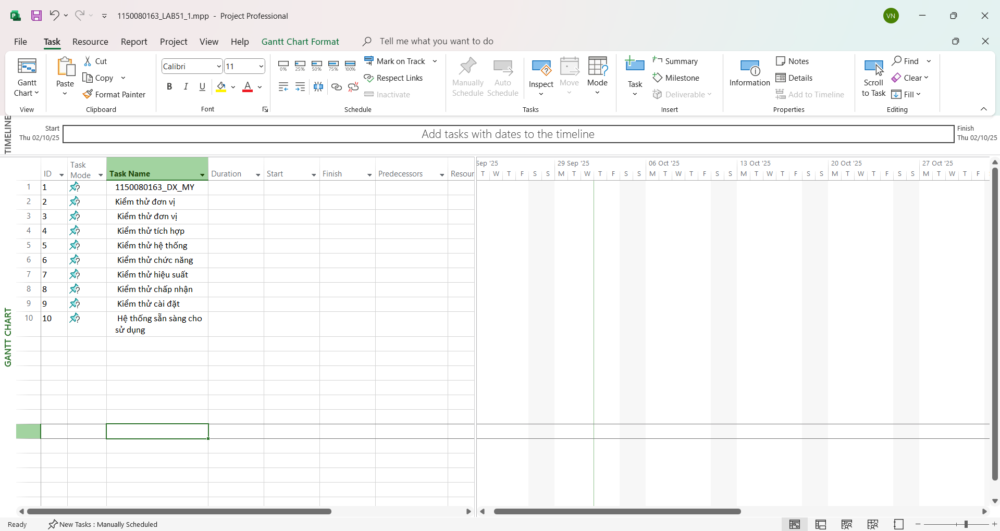 1150080163_LAB51_1.mpp - Project Professional
VN
File Task Resource Report Project View Help Gantt Chart Format Tell me what you want to do
Gantt Chart
View
Paste
Cut
Copy
Format Painter
Clipboard
Calibri 11
B I U A
Font
0% 25% 50% 75% 100%
Mark on Track
Respect Links
Inactivate
Schedule
Manually Schedule
Auto Schedule
Inspect
Move
Mode
Tasks
Task
Summary
Milestone
Deliverable
Insert
Information
Notes
Details
Add to Timeline
Properties
Scroll to Task
Find
Clear
Fill
Editing
TIMELINE
Start
Thu 02/10/25
Add tasks with dates to the timeline
Finish
Thu 02/10/25
GANTT CHART
ID Task Mode Task Name Duration Start Finish Predecessors Resour
Sep '25 29 Sep '25 06 Oct '25 13 Oct '25 20 Oct '25 27 Oct '25
T W T F S S M T W T F S S M T W T F S S M T W T F S S M T W T F S S M T W T F
1 1 1150080163_DX_MY
2 2 Kiểm thử đơn vị
3 3 Kiểm thử đơn vị
4 4 Kiểm thử tích hợp
5 5 Kiểm thử hệ thống
6 6 Kiểm thử chức năng
7 7 Kiểm thử hiệu suất
8 8 Kiểm thử chấp nhận
9 9 Kiểm thử cài đặt
10 10 Hệ thống sẵn sàng cho
sử dụng
Ready New Tasks : Manually Scheduled